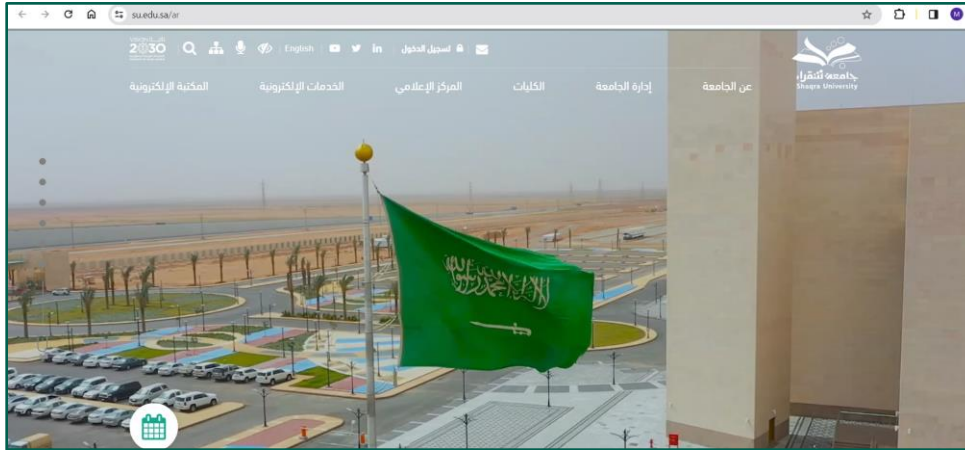 su.edu.sa/ar
2030
English
تسجيل الدخول
جامعة شقراء
Shaqra University
عن الجامعة
إدارة الجامعة
الكليات
المركز الإعلامي
الخدمات الإلكترونية
المكتبة الإلكترونية
لا إله إلا الله محمد رسول الله
M